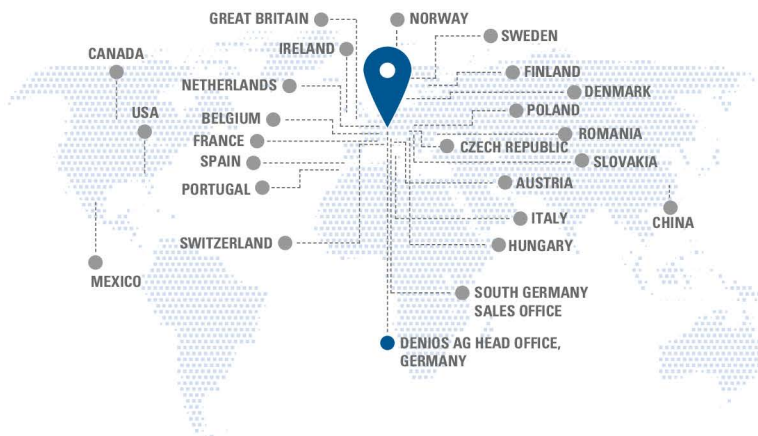 GREAT BRITAIN
NORWAY
SWEDEN
IRELAND
CANADA
FINLAND
NETHERLANDS
DENMARK
USA
POLAND
BELGIUM
ROMANIA
FRANCE
CZECH REPUBLIC
SPAIN
SLOVAKIA
PORTUGAL
AUSTRIA
ITALY
CHINA
SWITZERLAND
HUNGARY
MEXICO
SOUTH GERMANY
SALES OFFICE
DENIOS AG HEAD OFFICE,
GERMANY